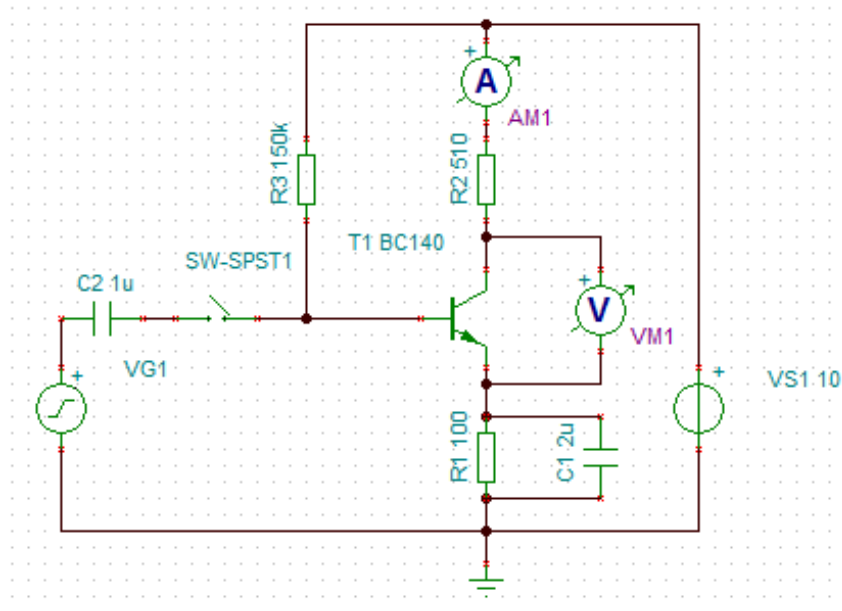 +
A
AM1
R3 150k
R2 510
T1 BC140
SW-SPST1
C2 1u
+
V
VM1
VG1
+
+
VS1 10
R1 100
C1 2u